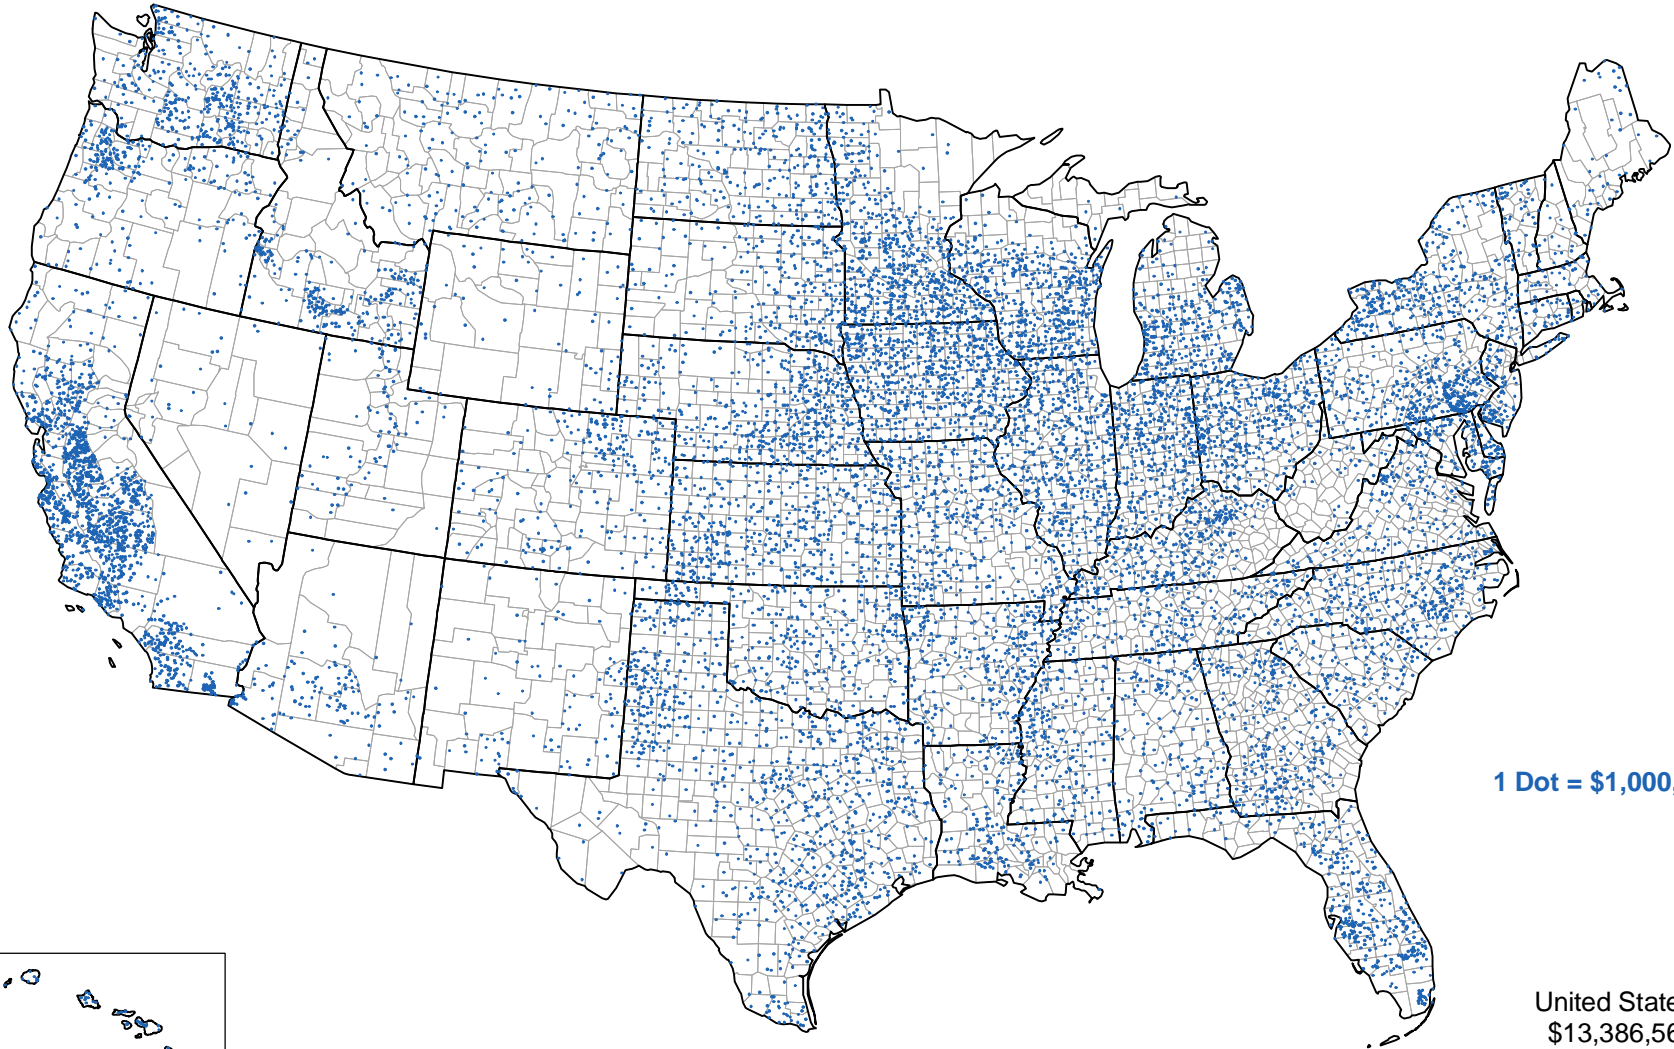 1 Dot = $1,000,
United State
$13,386,56